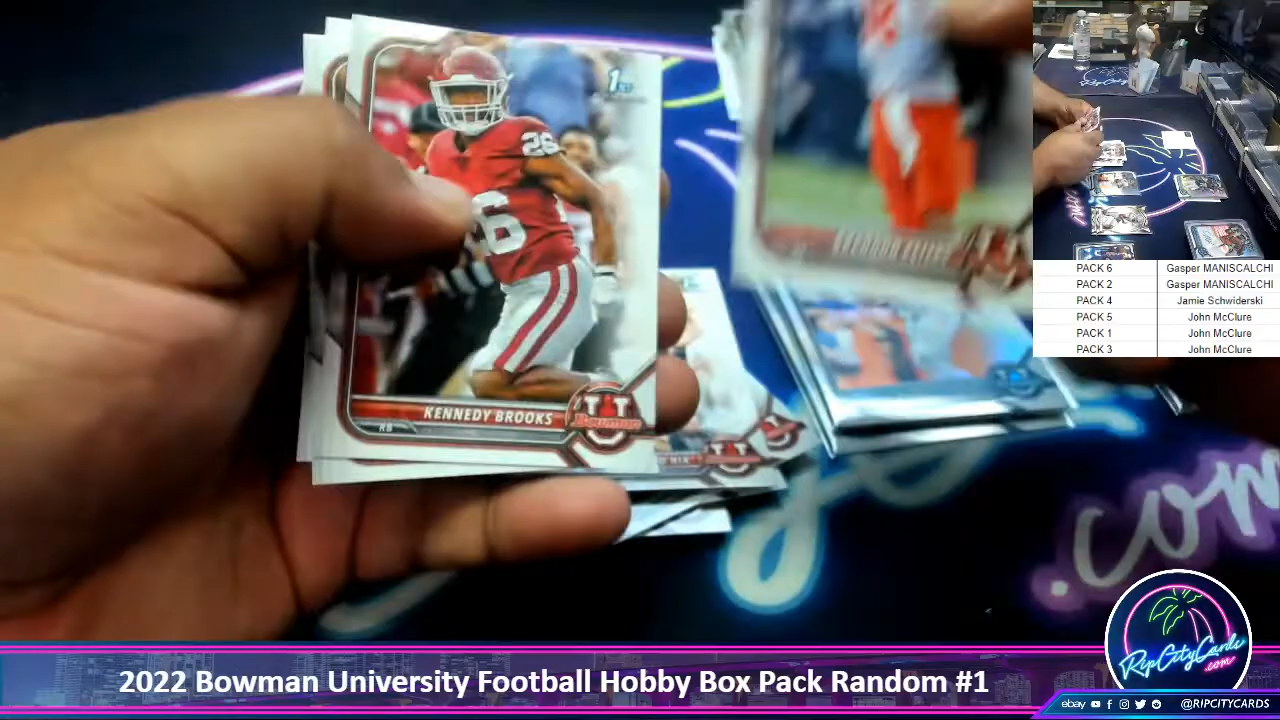 1st
26
26
KENNEDY BROOKS
RB
U
Bowman
PACK 6 Gasper MANISCALCHI
PACK 2 Gasper MANISCALCHI
PACK 4 Jamie Schwiderski
PACK 5 John McClure
PACK 1 John McClure
PACK 3 John McClure
.com
RipCityCards
.com
2022 Bowman University Football Hobby Box Pack Random #1
ebay @RIPCITYCARDS